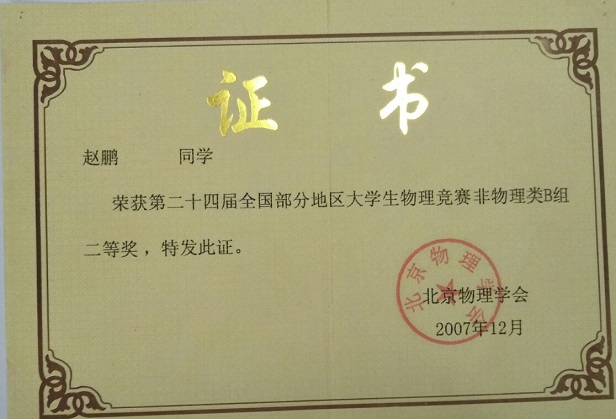 证 书
赵鹏 同学
荣获第二十四届全国部分地区大学生物理竞赛非物理类B组
二等奖，特发此证。
北京物理学会
北京物理学会
2007年12月